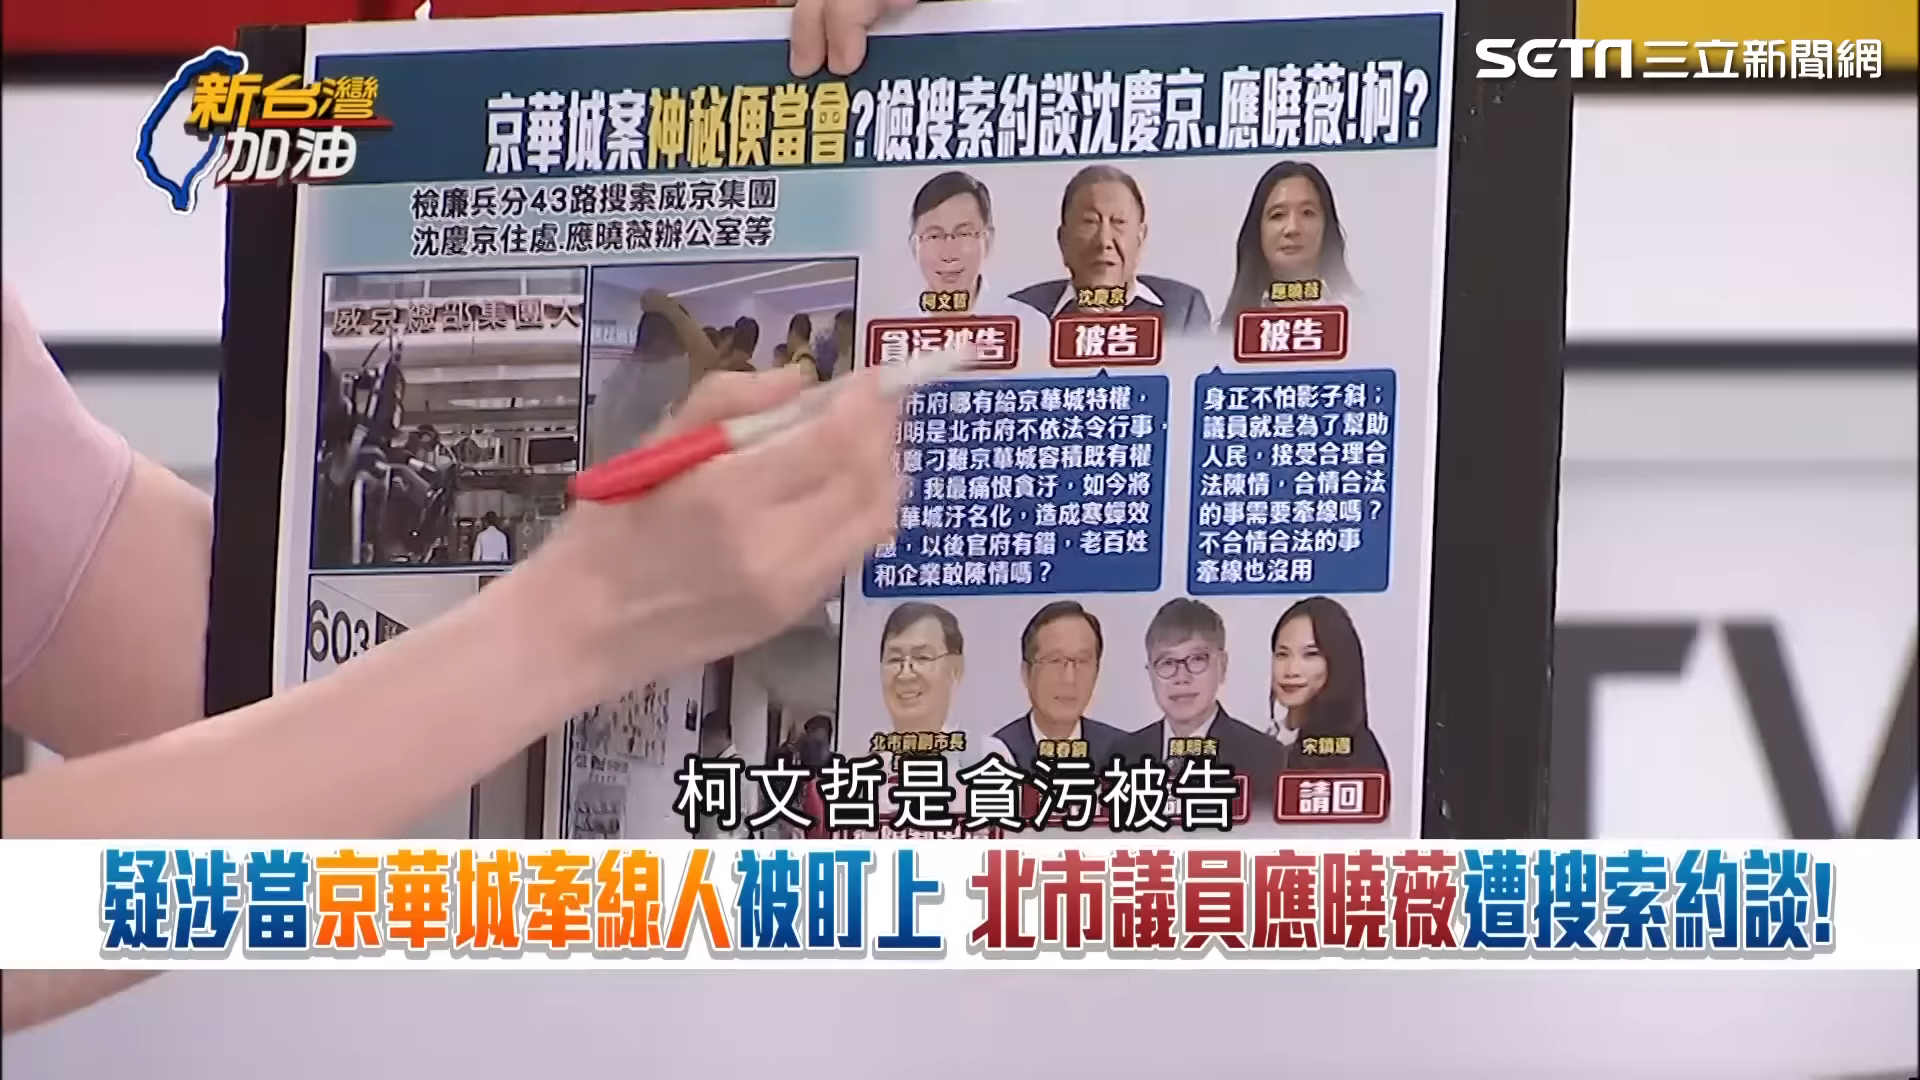 新台灣
加油
SETN三立新聞網
京華城案神秘便當會?檢搜索約談沈慶京.應曉薇!柯?
檢廉兵分43路搜索威京集團
沈慶京住處.應曉薇辦公室等
威京總部集團大
603
柯文哲
沈慶京
應曉薇
貪污被告
被告
被告
市府哪有給京華城特權，
明是北市府不依法令行事，
刁難京華城容積既有權
我最痛恨貪汙，如今將
華城汙名化，造成寒蟬效
，以後官府有錯，老百姓
和企業敢陳情嗎？
身正不怕影子斜；
議員就是為了幫助
人民，接受合理合
法陳情，合情合法
的事需要牽線嗎？
不合情合法的事
牽線也沒用
北市前副市長
陳春銅
陳明吉
宋鎮邁
請回
柯文哲是貪污被告
疑涉當京華城牽線人被盯上 北市議員應曉薇遭搜索約談!
TV